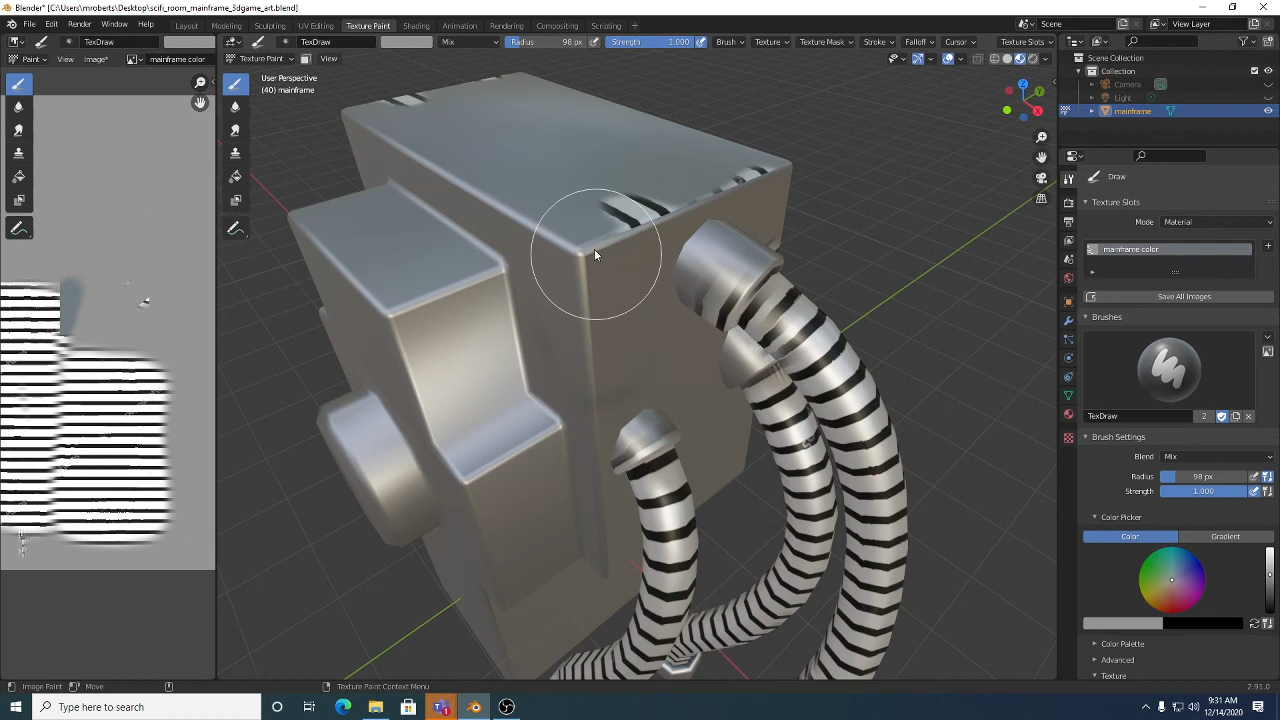 Blender* [C:\Users\mroberts\Desktop\scifi_room_mainframe_3dgame_art.blend]
File Edit Render Window Help Layout Modeling Sculpting UV Editing Texture Paint Shading Animation Rendering Compositing Scripting + Scene View Layer
TexDraw TexDraw Mix Radius 98 px Strength 1.000 Brush Texture Texture Mask Stroke Falloff Cursor Texture Slots
Paint View Image* mainframe color Texture Paint View
User Perspective
(40) mainframe
Scene Collection
Collection
Camera
Light
mainframe
Z
Y
X
Draw
Texture Slots
Mode Material
mainframe color
Save All Images
Brushes
TexDraw 2
Brush Settings
Blend Mix
Radius 98 px
Strength 1.000
Color Picker
Color Gradient
Color Palette
Advanced
Texture
Image Paint Move Texture Paint Context Menu 2.91.0
Type here to search
9:31 AM
12/14/2020